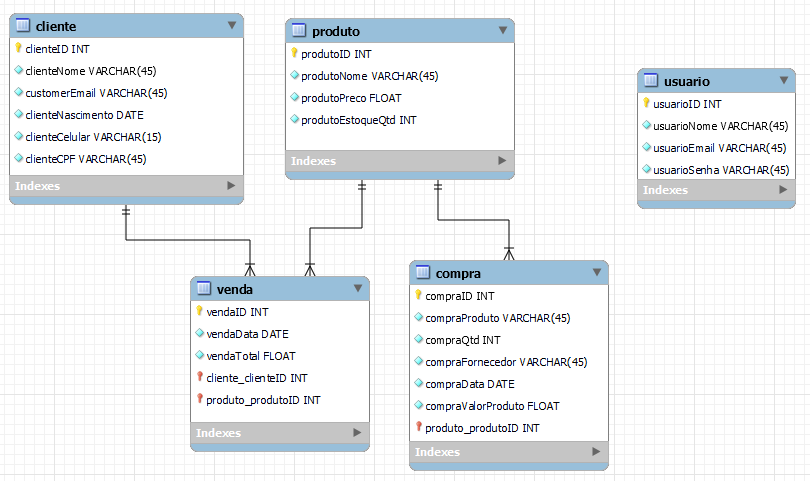 cliente
clienteID INT
clienteNome VARCHAR(45)
customerEmail VARCHAR(45)
clienteNascimento DATE
clienteCelular VARCHAR(15)
clienteCPF VARCHAR(45)
Indexes
produto
produtoID INT
produtoNome VARCHAR(45)
produtoPreco FLOAT
produtoEstoqueQtd INT
Indexes
usuario
usuarioID INT
usuarioNome VARCHAR(45)
usuarioEmail VARCHAR(45)
usuarioSenha VARCHAR(45)
Indexes
venda
vendaID INT
vendaData DATE
vendaTotal FLOAT
cliente_clienteID INT
produto_produtoID INT
Indexes
compra
compraID INT
compraProduto VARCHAR(45)
compraQtd INT
compraFornecedor VARCHAR(45)
compraData DATE
compraValorProduto FLOAT
produto_produtoID INT
Indexes